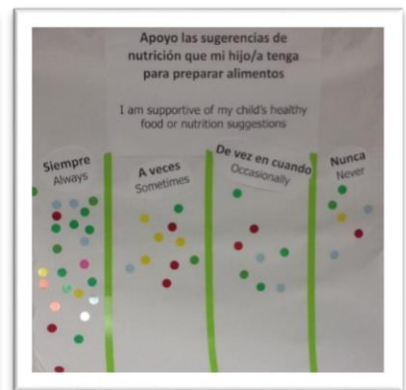 Apoyo las sugerencias de
nutrición que mi hijo/a tenga
para preparar alimentos
I am supportive of my child's healthy
food or nutrition suggestions
Siempre
Always
A veces
Sometimes
De vez en cuando
Occasionally
Nunca
Never